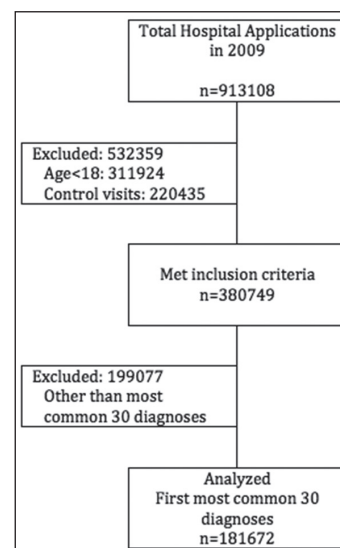 Total Hospital Applications
in 2009
n=913108
Excluded: 532359
Age<18: 311924
Control visits: 220435
Met inclusion criteria
n=380749
Excluded: 199077
Other than most
common 30 diagnoses
Analyzed
First most common 30
diagnoses
n=181672